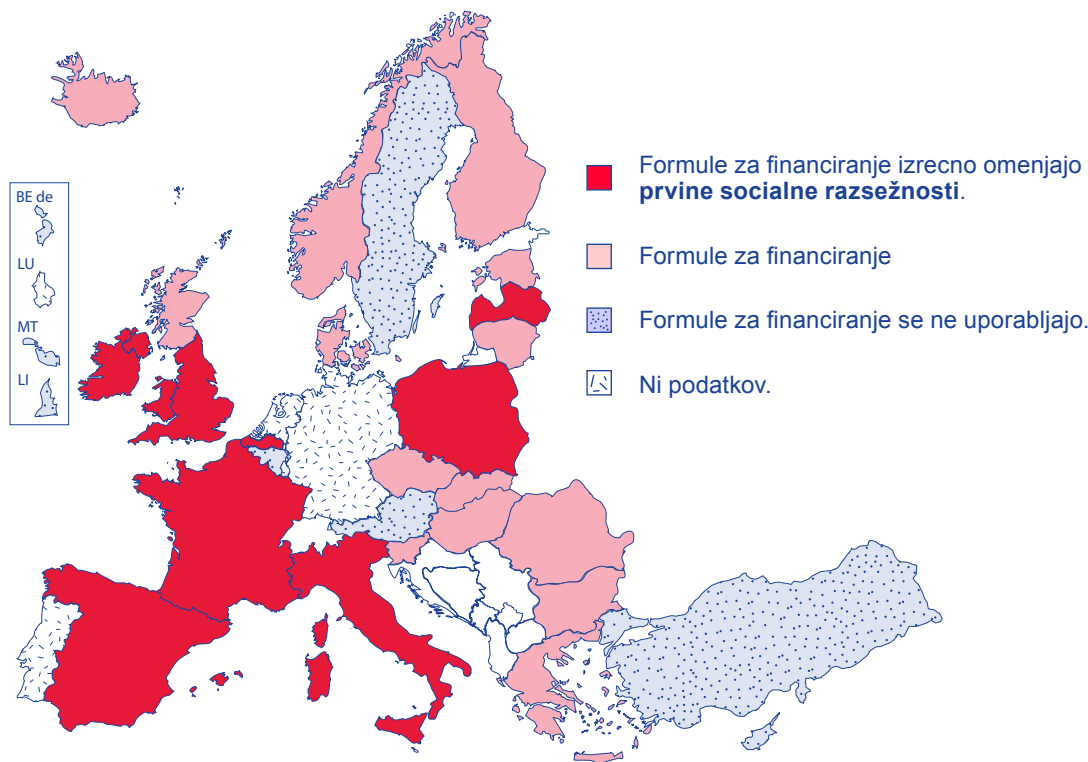 BE de
LU
MT
LI
Formule za financiranje izrecno omenjajo
prvine socialne razsežnosti.
Formule za financiranje
Formule za financiranje se ne uporabljajo.
Ni podatkov.